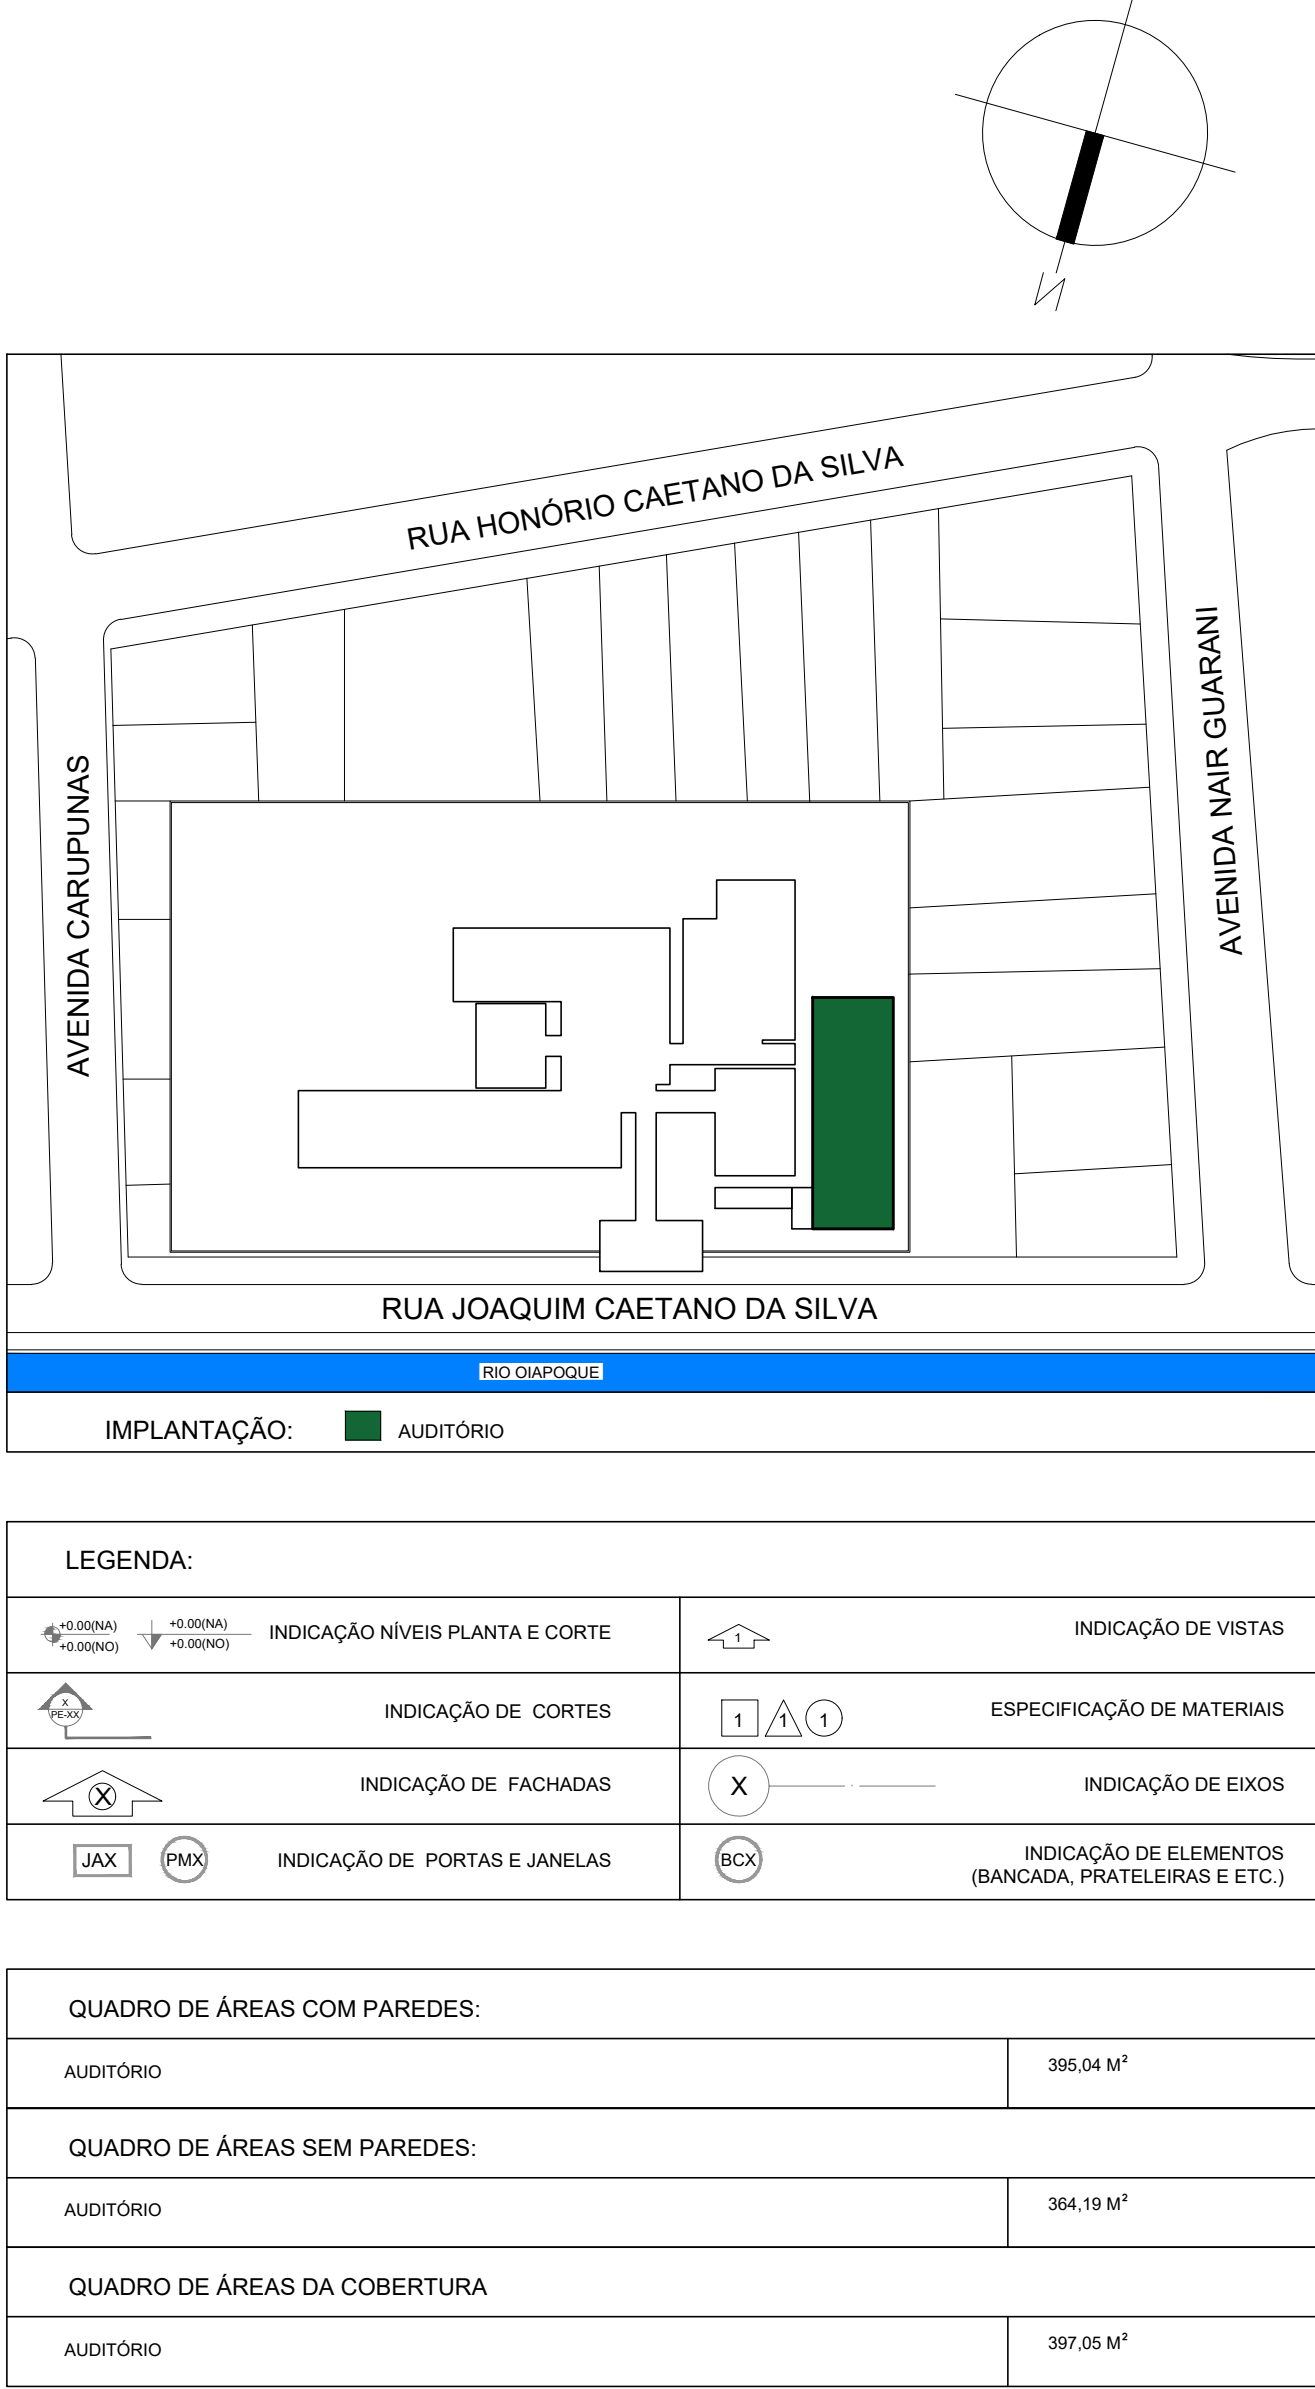 N
RUA HONÓRIO CAETANO DA SILVA
AVENIDA CARUPUNAS
AVENIDA NAIR GUARANI
RUA JOAQUIM CAETANO DA SILVA
RIO OIAPOQUE
IMPLANTAÇÃO: AUDITÓRIO
LEGENDA:
+0.00(NA) +0.00(NA)
+0.00(NO) +0.00(NO)
INDICAÇÃO NÍVEIS PLANTA E CORTE
1 INDICAÇÃO DE VISTAS
X
PE-XX
INDICAÇÃO DE CORTES
1 1 1 ESPECIFICAÇÃO DE MATERIAIS
X INDICAÇÃO DE FACHADAS
X INDICAÇÃO DE EIXOS
JAX PMX INDICAÇÃO DE PORTAS E JANELAS
BCX INDICAÇÃO DE ELEMENTOS
(BANCADA, PRATELEIRAS E ETC.)
QUADRO DE ÁREAS COM PAREDES:
AUDITÓRIO 395,04 M²
QUADRO DE ÁREAS SEM PAREDES:
AUDITÓRIO 364,19 M²
QUADRO DE ÁREAS DA COBERTURA
AUDITÓRIO 397,05 M²